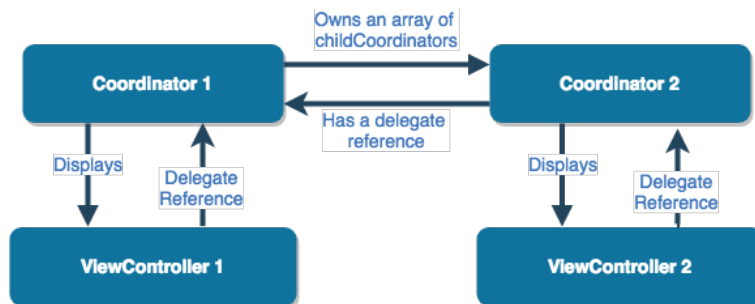 Owns an array of
childCoordinators
Coordinator 1
Coordinator 2
Has a delegate
reference
Displays
Delegate
Reference
Displays
Delegate
Reference
ViewController 1
ViewController 2